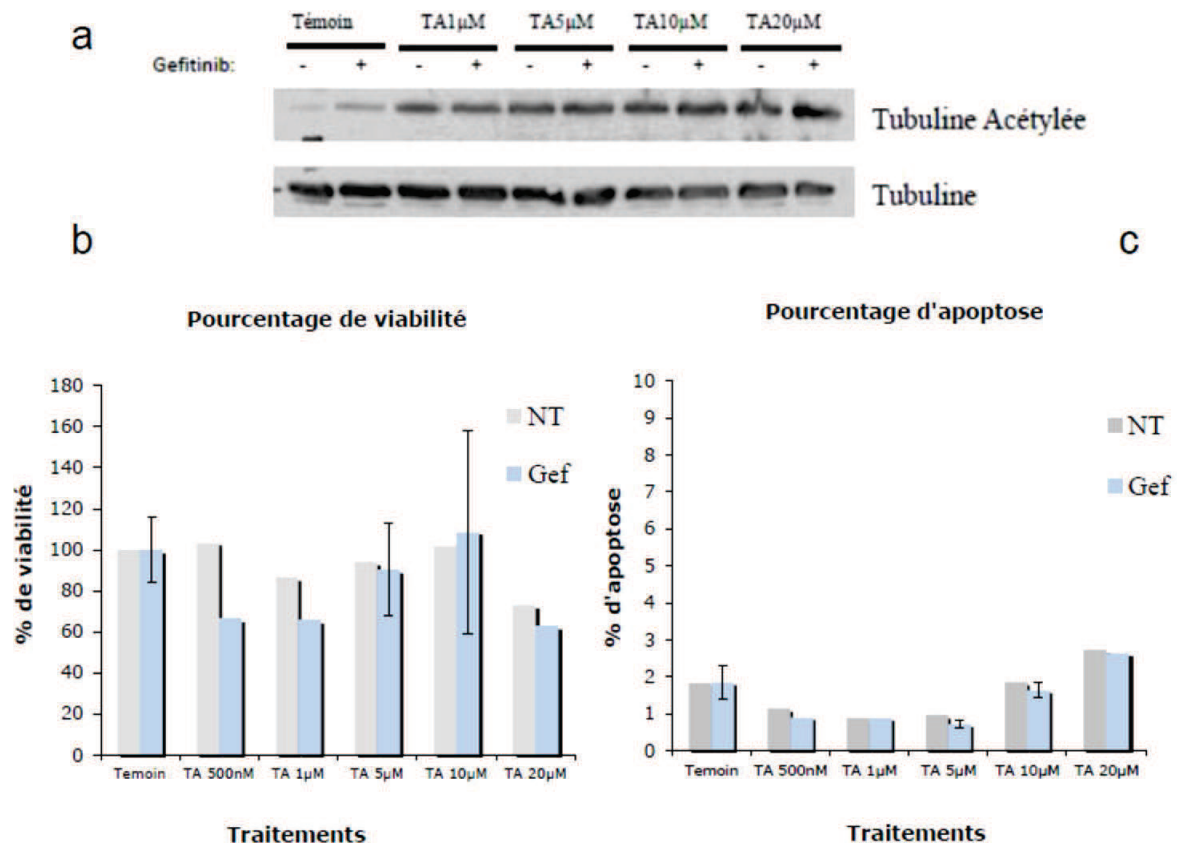 a
Témoin TA1µM TA5µM TA10µM TA20µM
Gefitinib: - + - + - + - + - +
Tubuline Acétylée
Tubuline
b
c
Pourcentage de viabilité
180
160
140
120
100
80
60
40
20
0
% de viabilité
NT
Gef
Temoin TA 500nM TA 1µM TA 5µM TA 10µM TA 20µM
Traitements
Pourcentage d'apoptose
10
9
8
7
6
5
4
3
2
1
0
% d'apoptose
NT
Gef
Temoin TA 500nM TA 1µM TA 5µM TA 10µM TA 20µM
Traitements